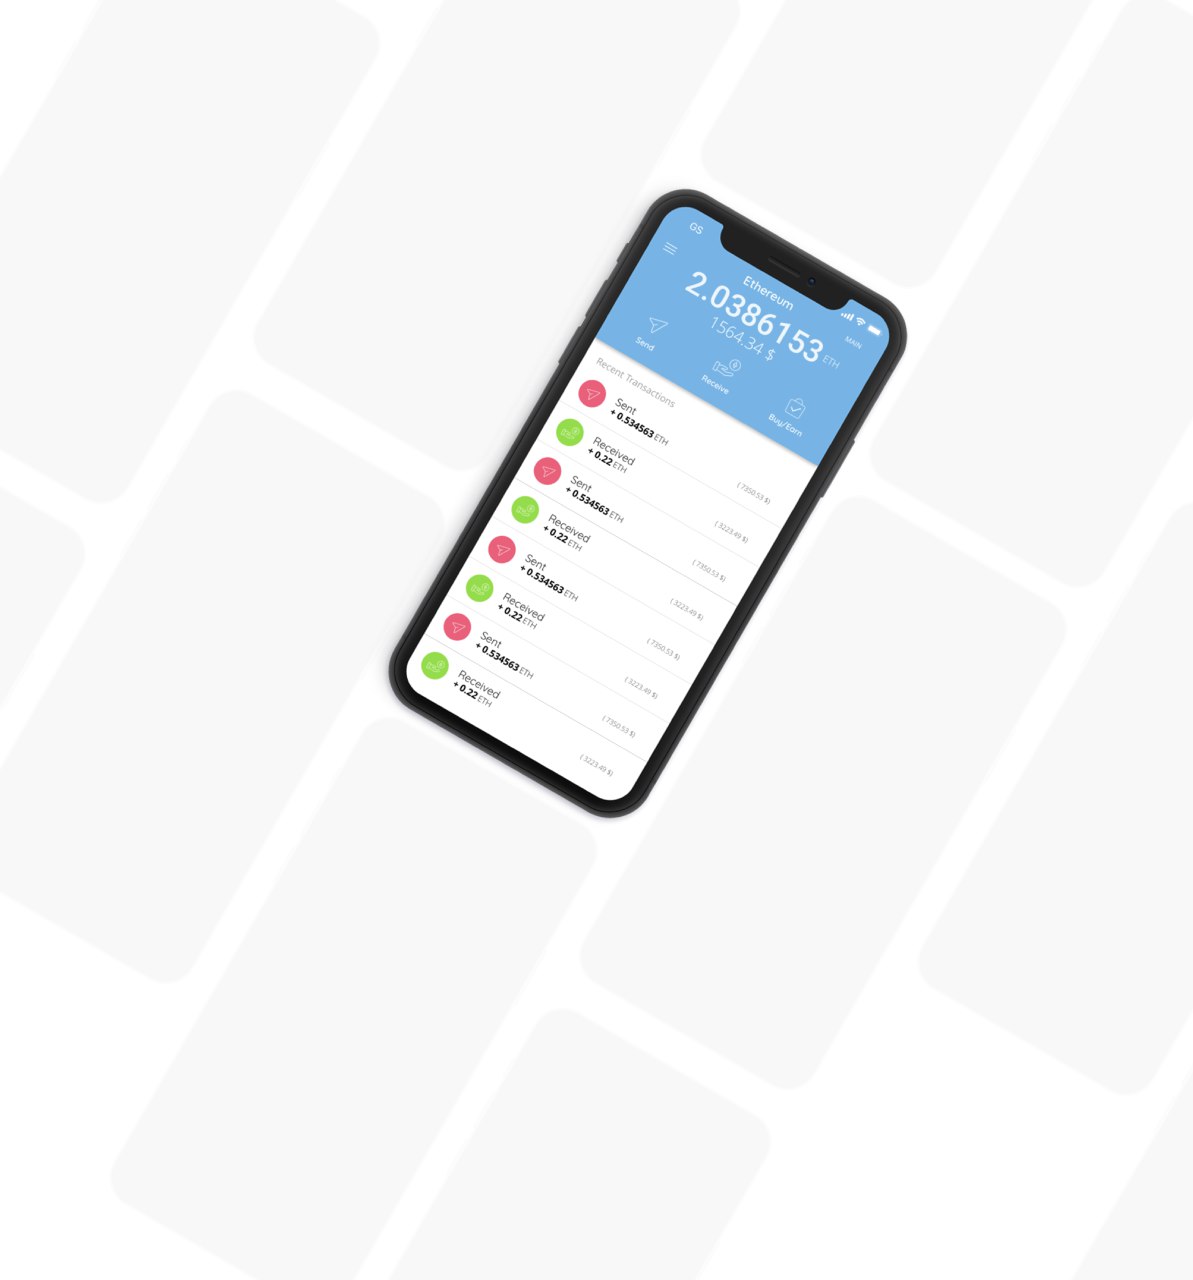 GS
MAIN
Ethereum
2.0386153 ETH
1564.34 $
Send
Receive
Buy/Earn
Recent Transactions
Sent
+ 0.534563 ETH
( 7350.53 $)
Received
+ 0.22 ETH
( 3223.49 $)
Sent
+ 0.534563 ETH
( 7350.53 $)
Received
+ 0.22 ETH
( 3223.49 $)
Sent
+ 0.534563 ETH
( 7350.53 $)
Received
+ 0.22 ETH
( 3223.49 $)
Sent
+ 0.534563 ETH
( 7350.53 $)
Received
+ 0.22 ETH
( 3223.49 $)